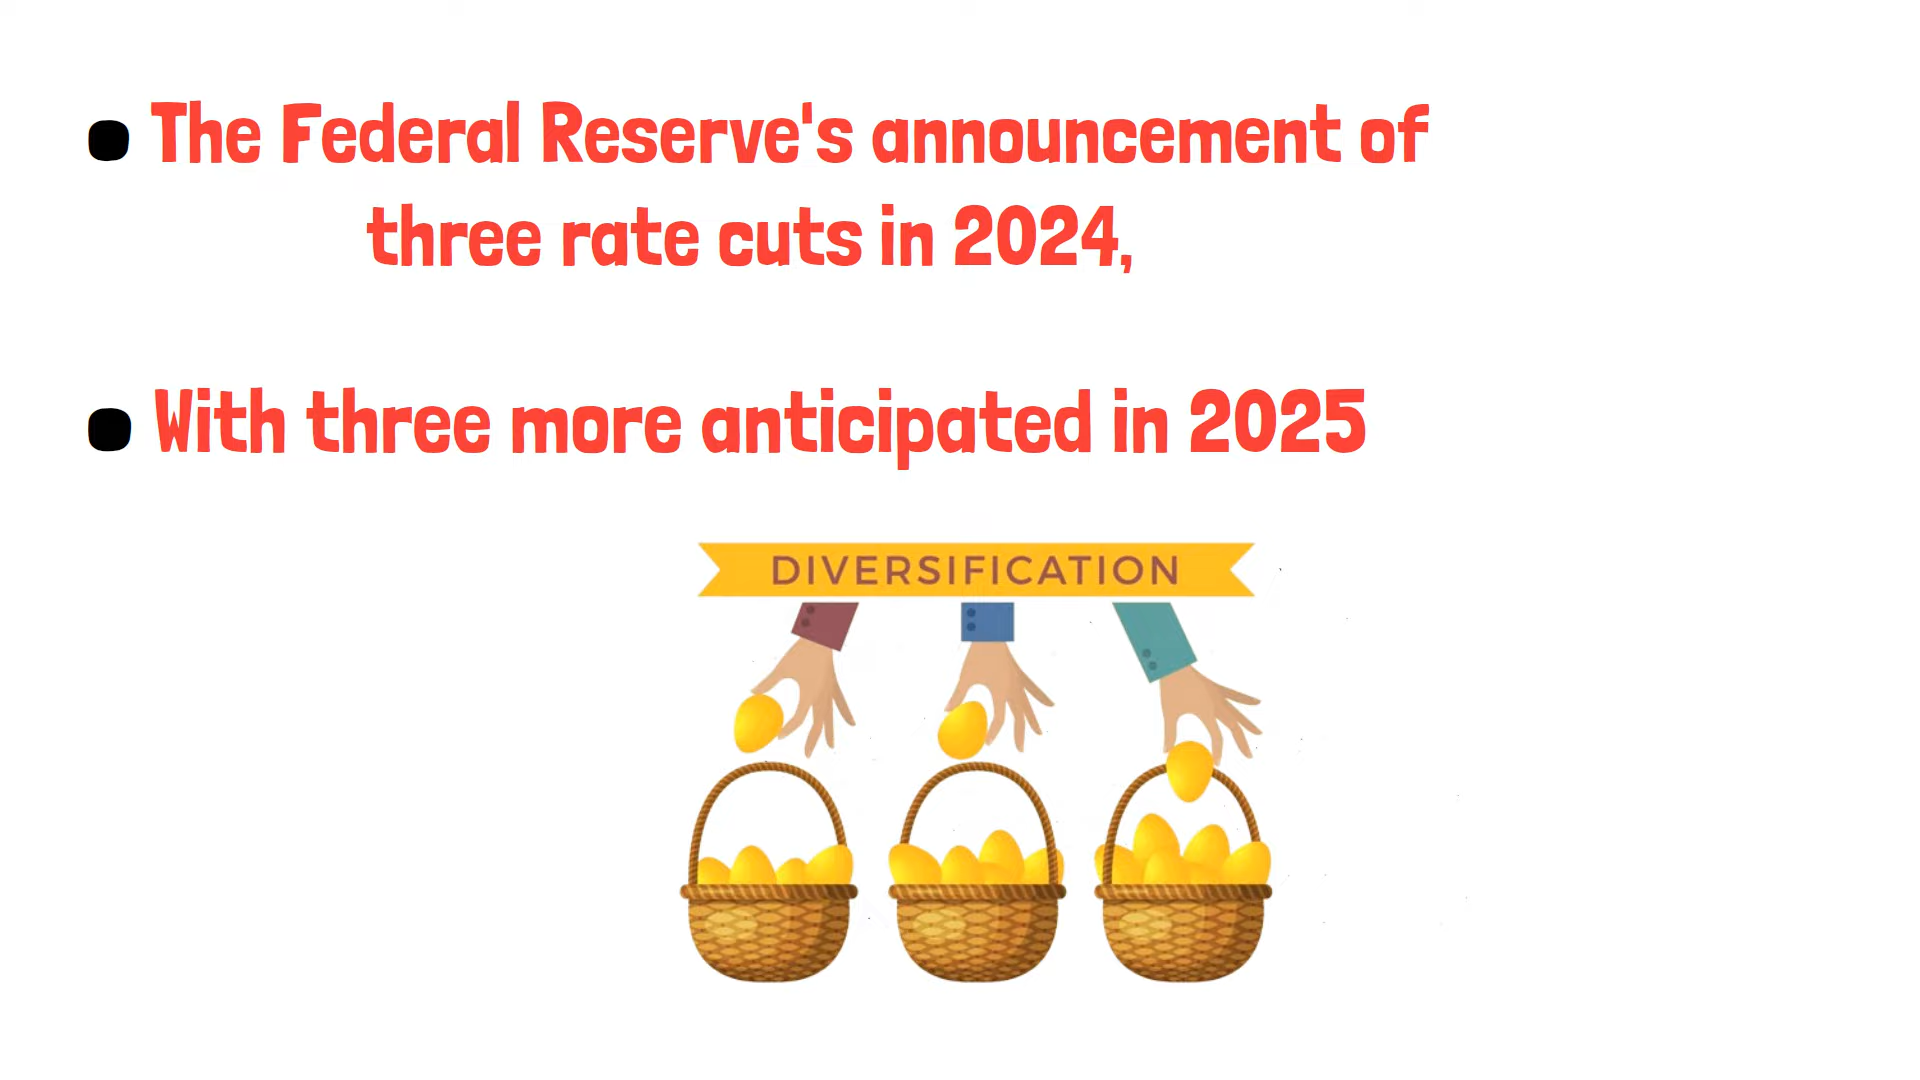 • The Federal Reserve's announcement of
three rate cuts in 2024,
• With three more anticipated in 2025
DIVERSIFICATION